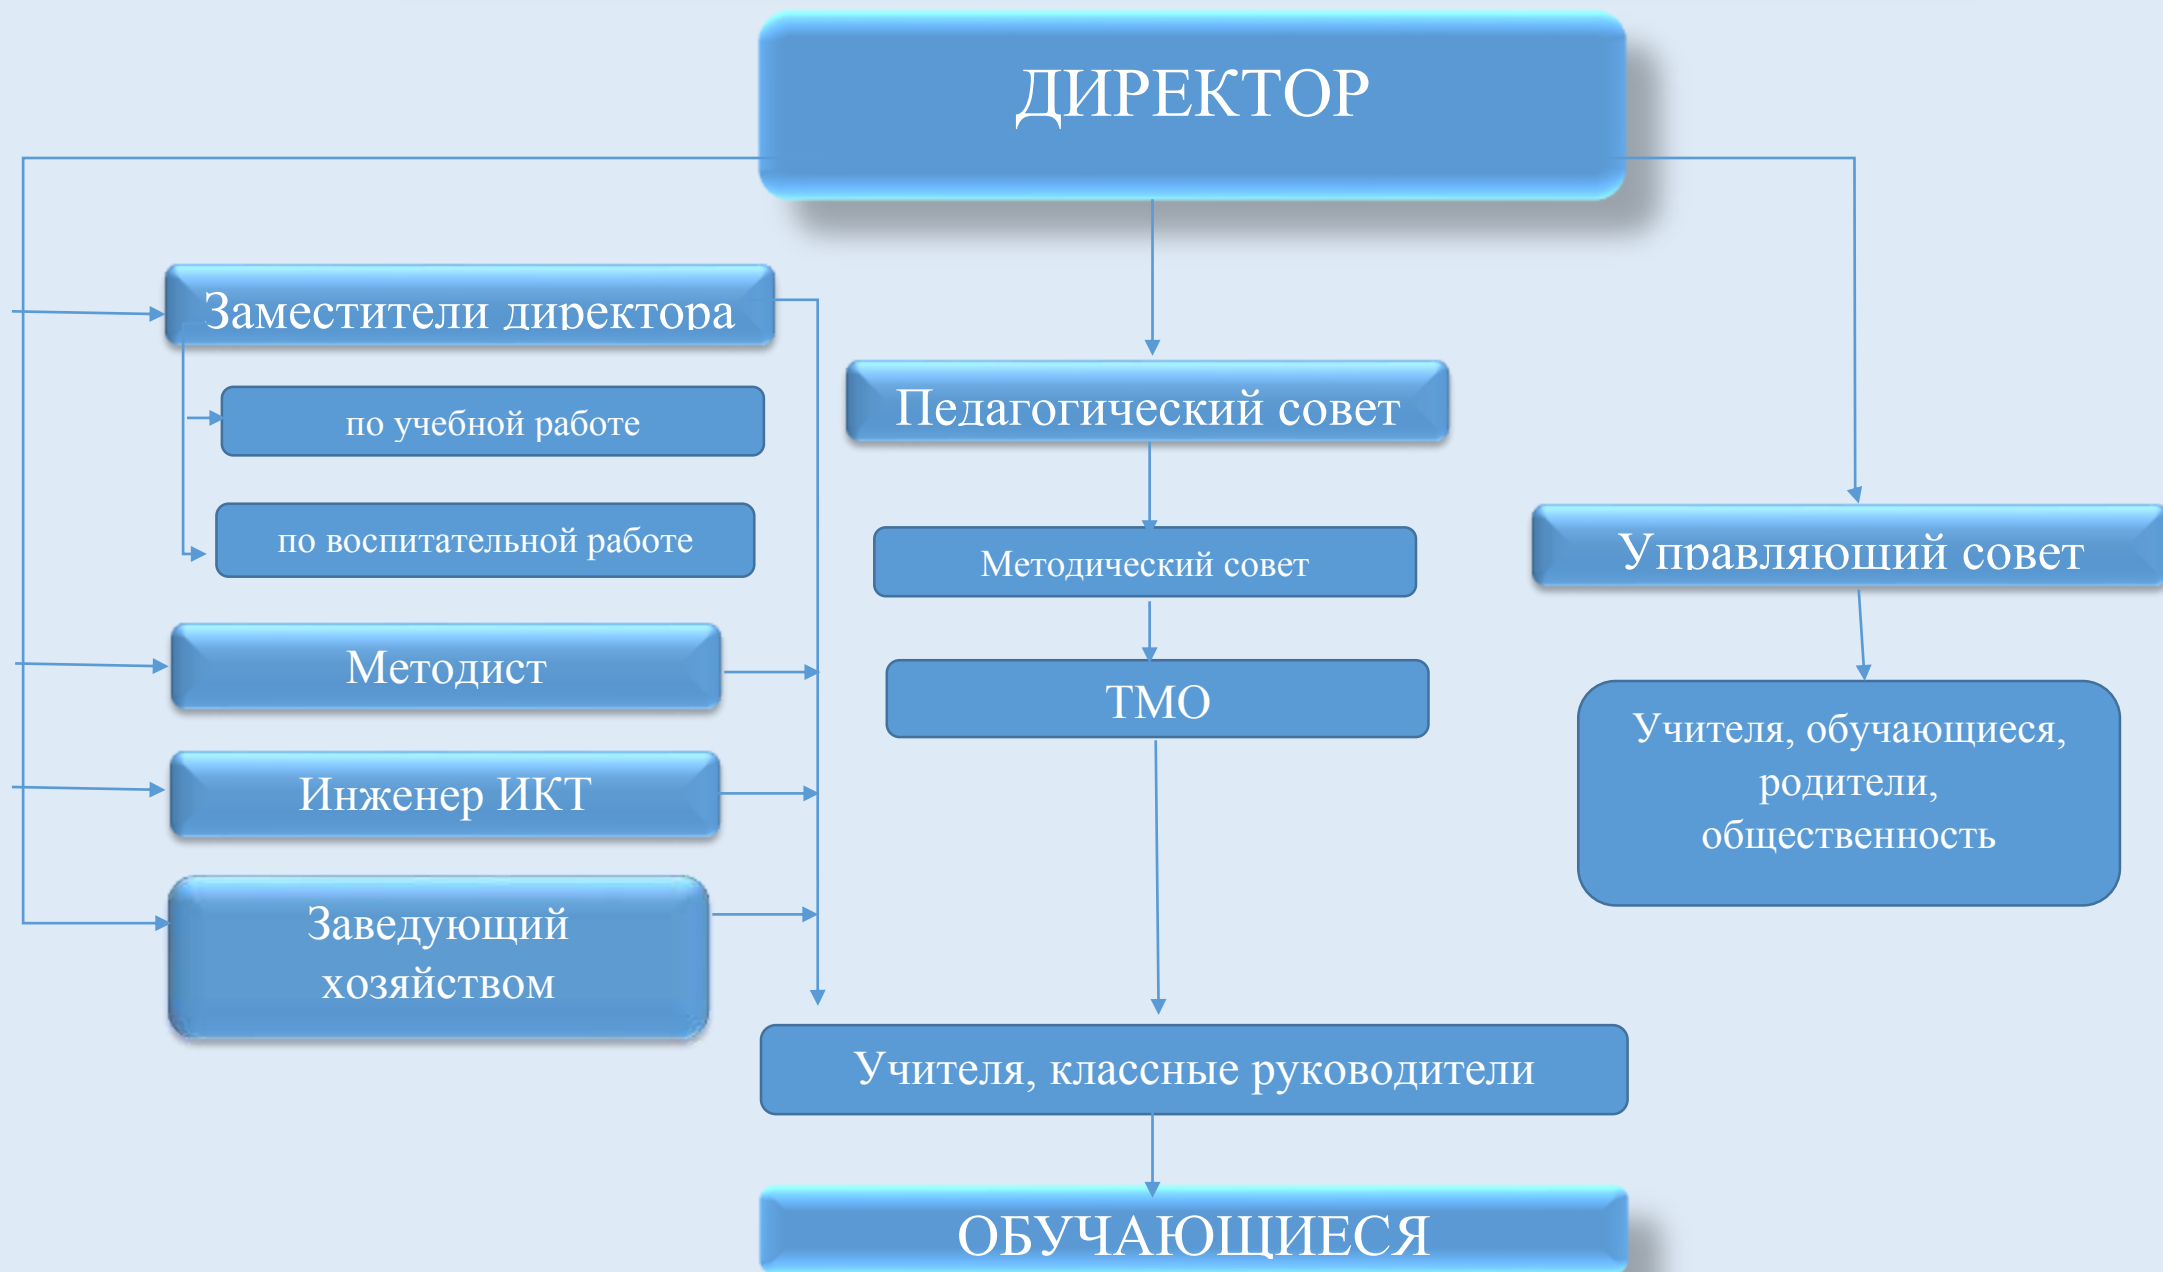 ДИРЕКТОР
Заместители директора
по учебной работе
по воспитательной работе
Методист
Инженер ИКТ
Заведующий
хозяйством
Педагогический совет
Методический совет
ТМО
Управляющий совет
Учителя, обучающиеся,
родители,
общественность
Учителя, классные руководители
ОБУЧАЮЩИЕСЯ